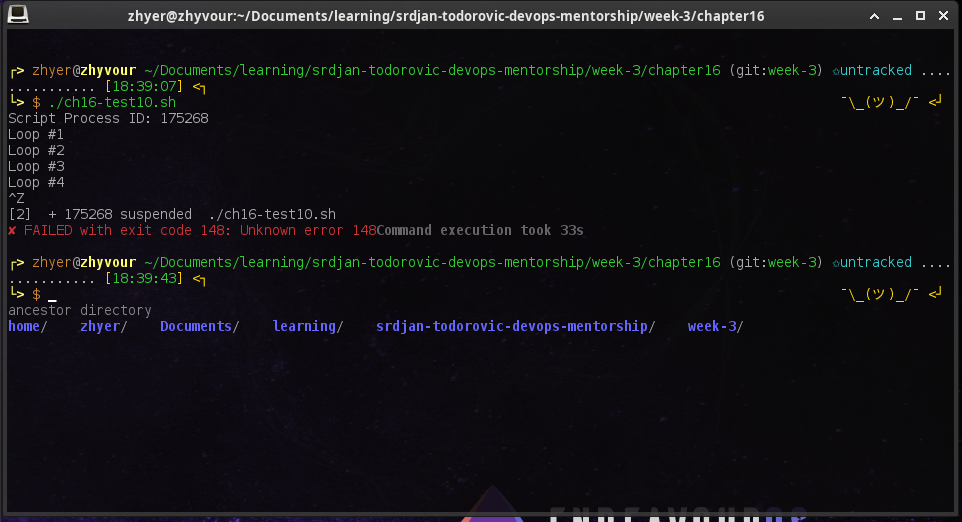 zhyer@zhyvour:~/Documents/learning/srdjan-todorovic-devops-mentorship/week-3/chapter16
┌> zhyer@zhyvour ~/Documents/learning/srdjan-todorovic-devops-mentorship/week-3/chapter16 (git:week-3) ✩untracked ....
............ [18:39:07] <┐
└> $ ./ch16-test10.sh ¯\_(ツ)_/¯ <┘
Script Process ID: 175268
Loop #1
Loop #2
Loop #3
Loop #4
^Z
[2]  + 175268 suspended  ./ch16-test10.sh
✘ FAILED with exit code 148: Unknown error 148Command execution took 33s
┌> zhyer@zhyvour ~/Documents/learning/srdjan-todorovic-devops-mentorship/week-3/chapter16 (git:week-3) ✩untracked ....
............ [18:39:43] <┐
└> $ _ ¯\_(ツ)_/¯ <┘
ancestor directory
home/    zhyer/    Documents/    learning/    srdjan-todorovic-devops-mentorship/    week-3/